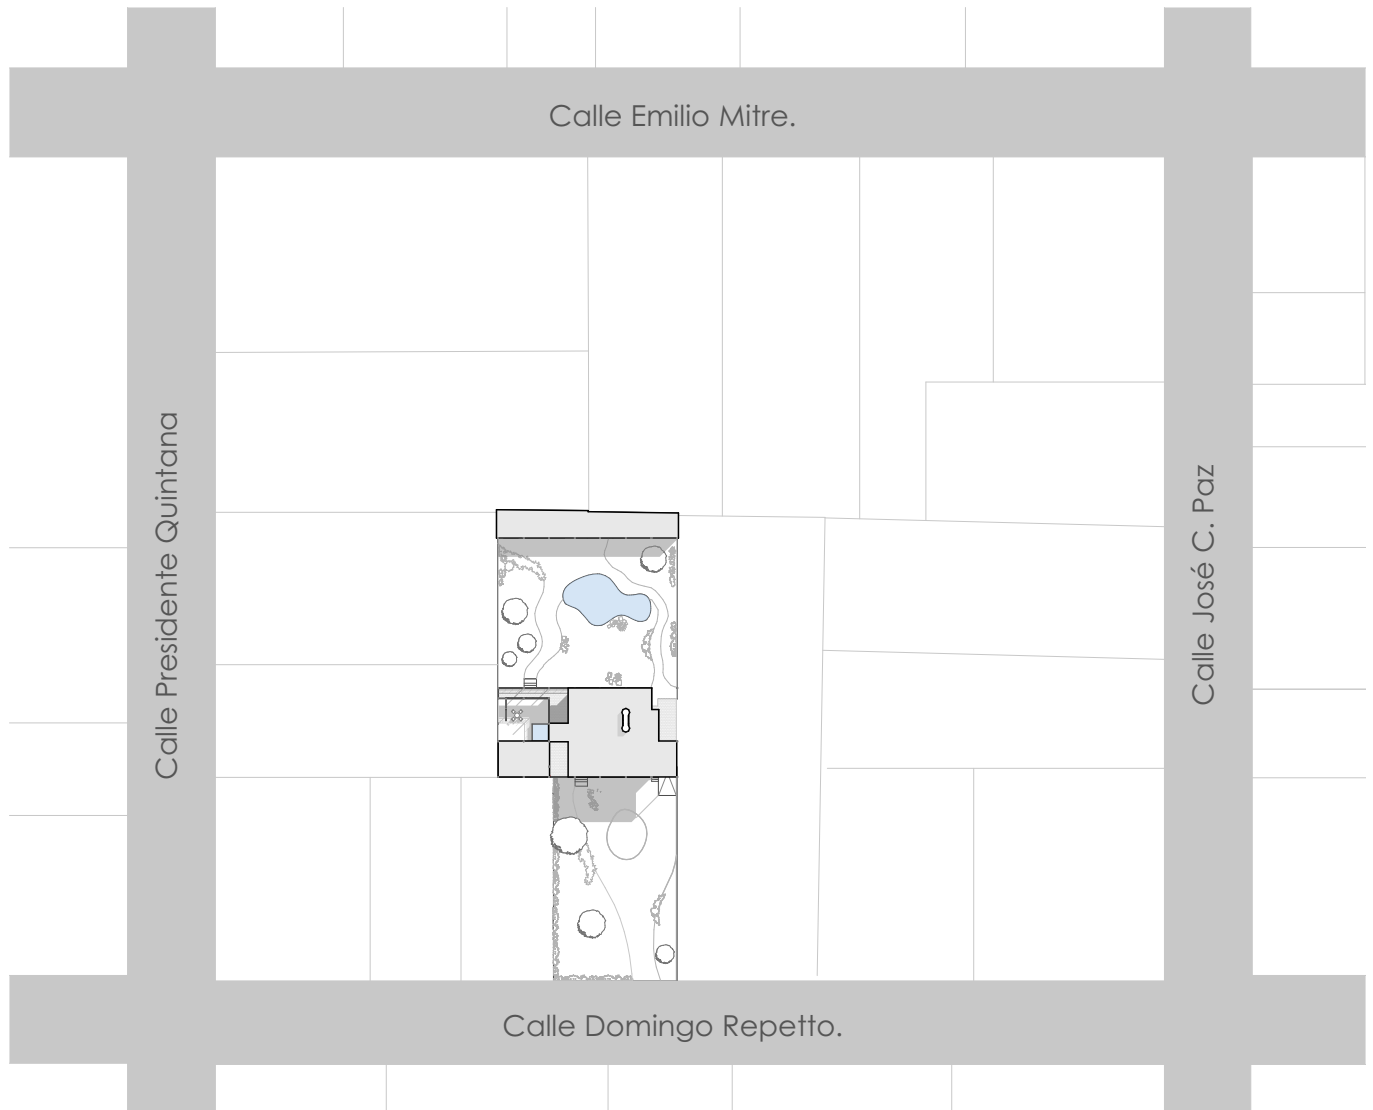 Calle Emilio Mitre.
Calle Presidente Quintana
Calle José C. Paz
Calle Domingo Repetto.